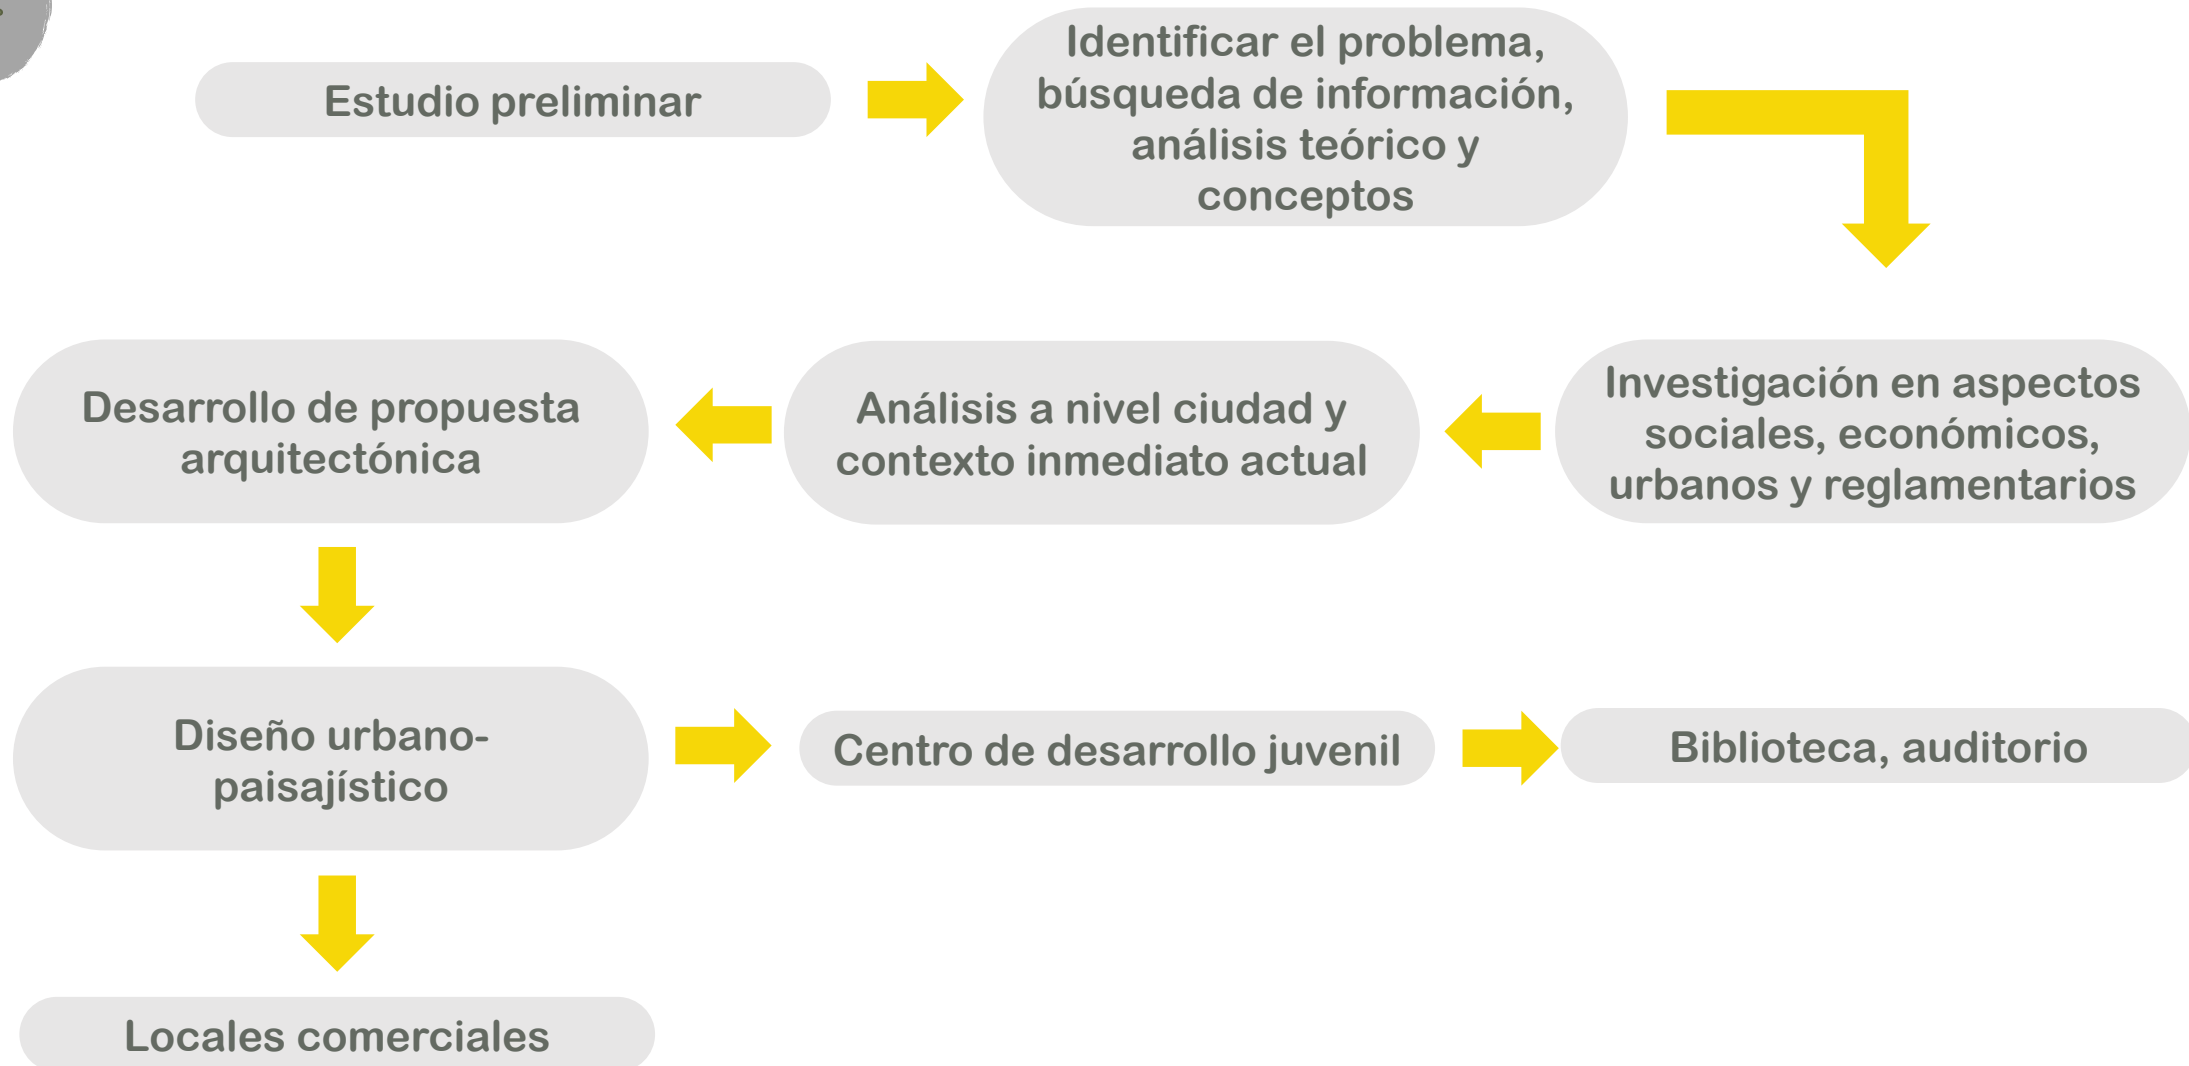 Estudio preliminar
Identificar el problema,
búsqueda de información,
análisis teórico y
conceptos
Investigación en aspectos
sociales, económicos,
urbanos y reglamentarios
Análisis a nivel ciudad y
contexto inmediato actual
Desarrollo de propuesta
arquitectónica
Diseño urbano-
paisajístico
Centro de desarrollo juvenil
Biblioteca, auditorio
Locales comerciales